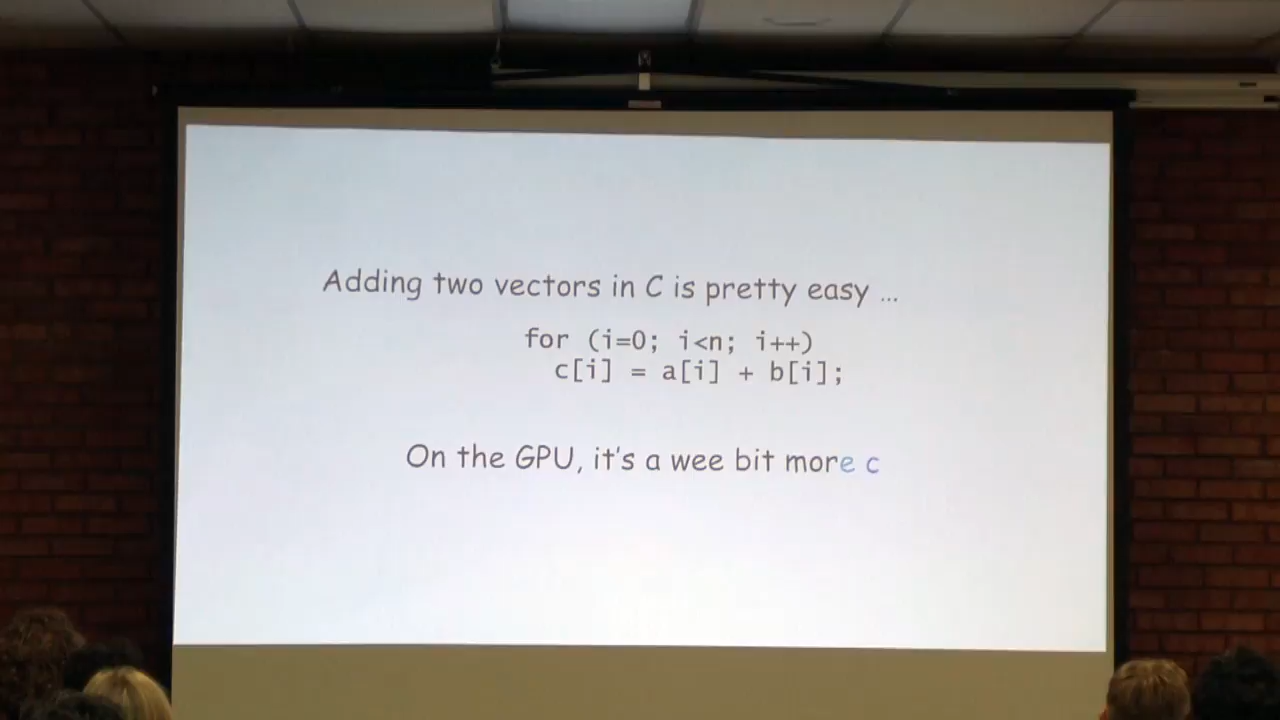 Adding two vectors in C is pretty easy ...
for (i=0; i<n; i++)
c[i] = a[i] + b[i];
On the GPU, it's a wee bit more c